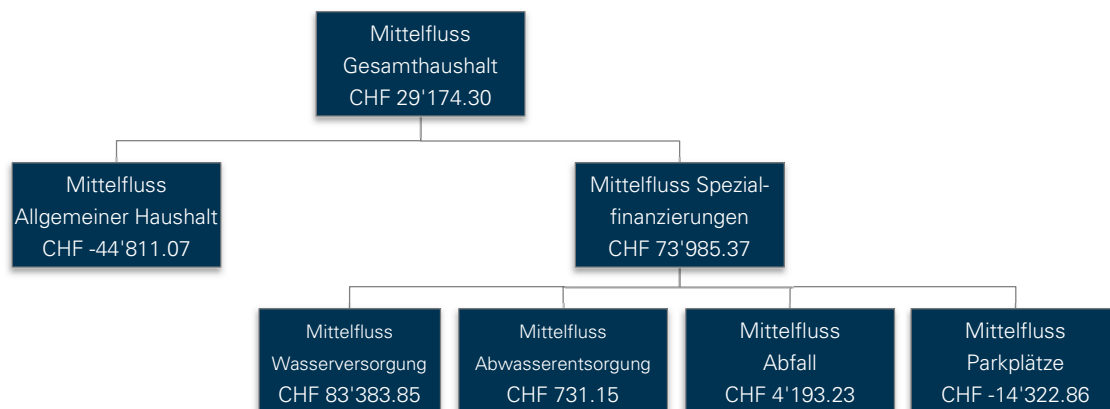 Mittelfluss
Gesamthaushalt
CHF 29'174.30
Mittelfluss
Allgemeiner Haushalt
CHF -44'811.07
Mittelfluss Spezial-
finanzierungen
CHF 73'985.37
Mittelfluss
Wasserversorgung
CHF 83'383.85
Mittelfluss
Abwasserentsorgung
CHF 731.15
Mittelfluss
Abfall
CHF 4'193.23
Mittelfluss
Parkplätze
CHF -14'322.86